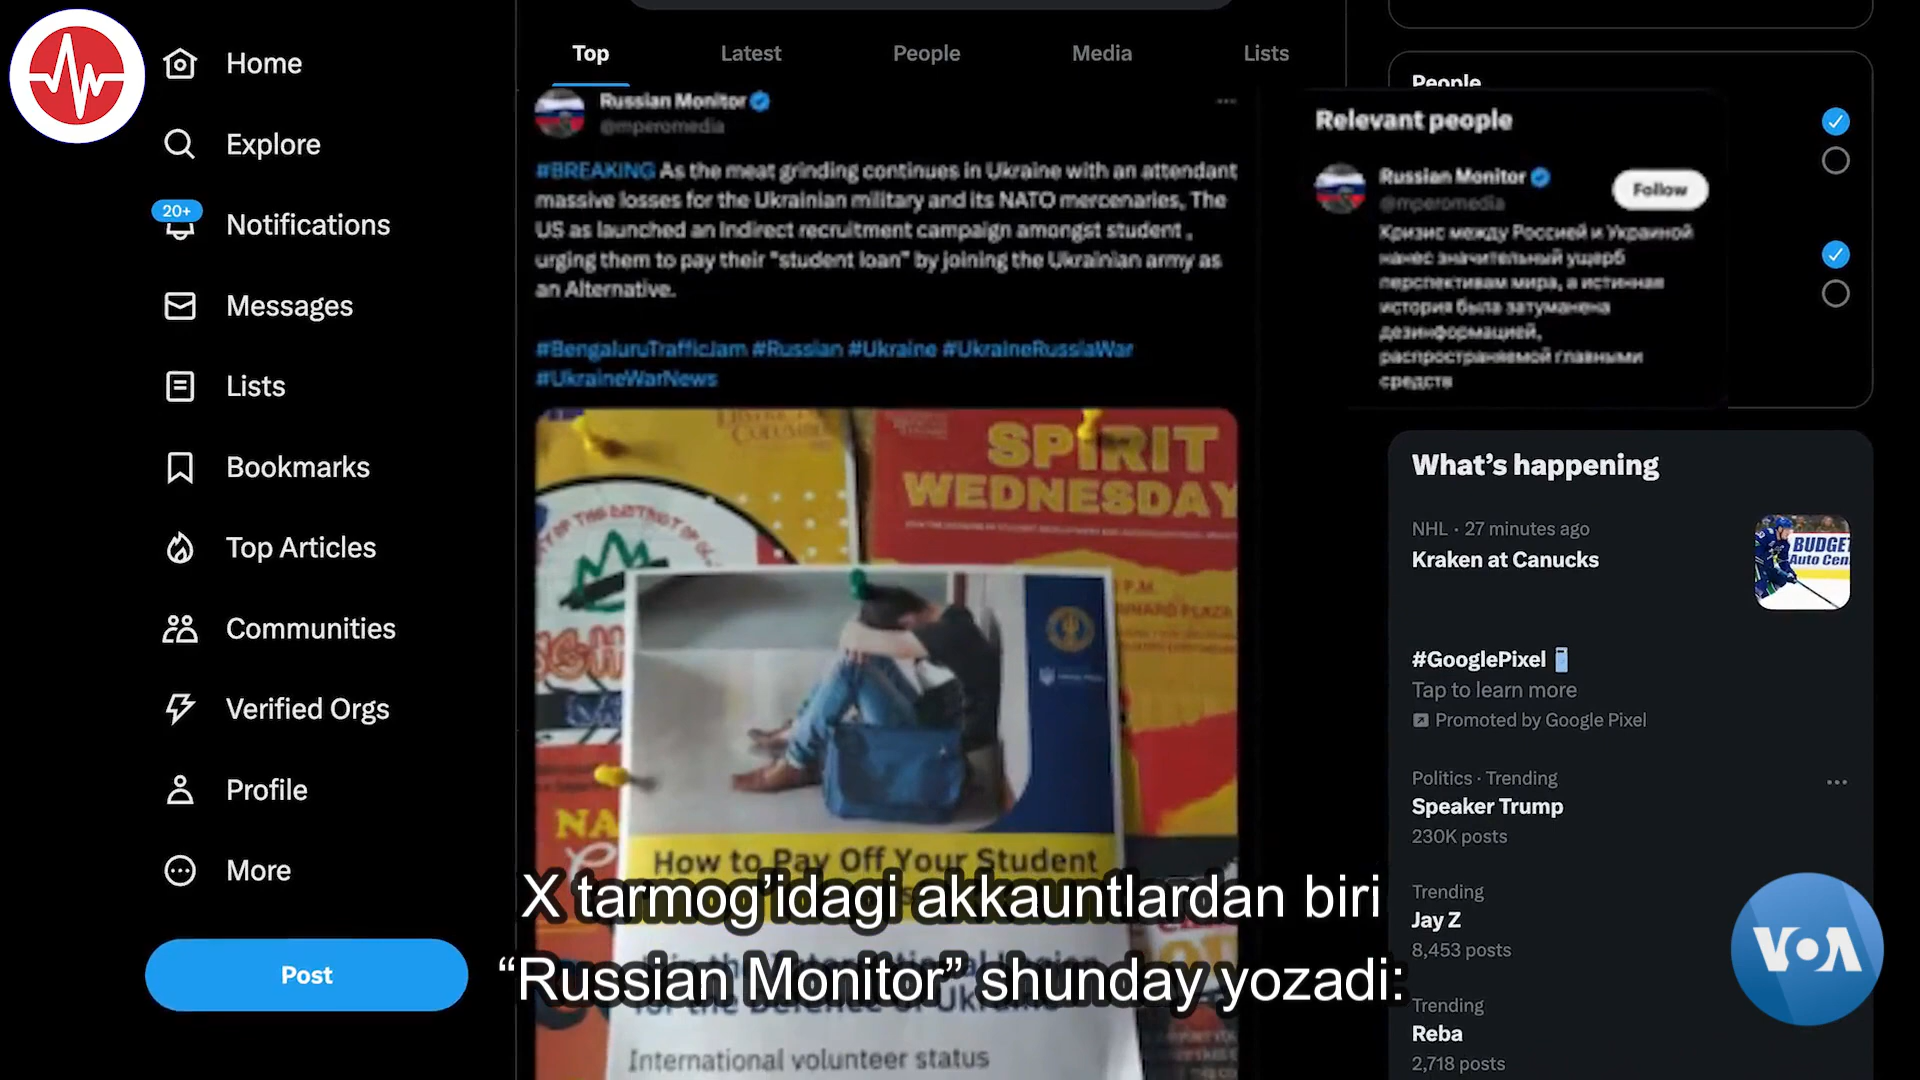 Home
Explore
20+
Notifications
Messages
Lists
Bookmarks
Top Articles
Communities
Verified Orgs
Profile
More
Post
Top
Latest
People
Media
Lists
Russian Monitor
@mperomedia
#BREAKING As the meat grinding continues in Ukraine with an attendant
massive losses for the Ukrainian military and its NATO mercenaries, The
US as launched an Indirect recruitment campaign amongst student ,
urging them to pay their "student loan" by joining the Ukrainian army as
an Alternative.
#BengaluruTrafficJam #Russian #Ukraine #UkraineRussiaWar
#UkraineWarNews
SPIRIT
WEDNESDAY
P.M.
How to Pay Off Your Student
for the Defence of Ukraine
International volunteer status
X tarmog’idagi akkauntlardan biri
“Russian Monitor” shunday yozadi:
People
Relevant people
Russian Monitor
@mperomedia
Follow
Кризис между Россией и Украиной
нанес значительный ущерб
перспективам мира, а истинная
история была затуманена
дезинформацией,
распространяемой главными
средств
What’s happening
NHL · 27 minutes ago
Kraken at Canucks
BUDGET
Auto Cen
#GooglePixel
Tap to learn more
Promoted by Google Pixel
Politics · Trending
Speaker Trump
230K posts
Trending
Jay Z
8,453 posts
Trending
Reba
2,718 posts
VOA